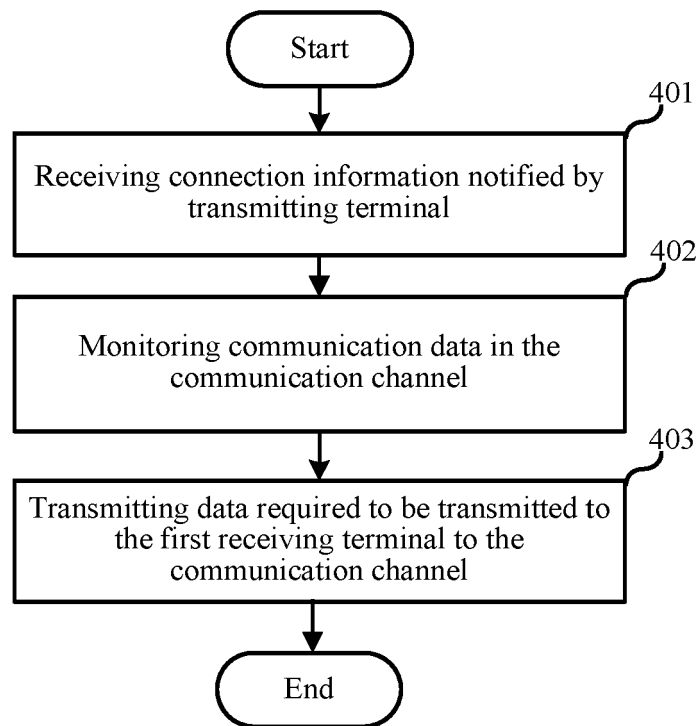 Start
401
Receiving connection information notified by
transmitting terminal
402
Monitoring communication data in the
communication channel
403
Transmitting data required to be transmitted to
the first receiving terminal to the
communication channel
End